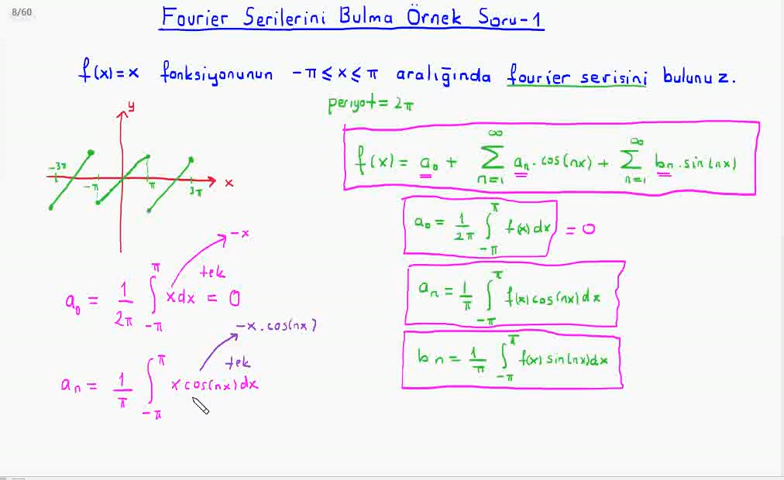 8/60
Fourier Serilerini Bulma Örnek Soru-1
f(x)=x fonksiyonunun -π≤x≤π aralığında fourier serisini bulunuz.
periyot=2π
y
-3π -π π 3π x
f(x) = a₀ + ∑_{n=1}^{∞} aₙ.cos(nx) + ∑_{n=1}^{∞} bₙ.sin(nx)
a₀ = 1/2π ∫_{-π}^{π} f(x)dx = 0
-x
tek
a₀ = 1/2π ∫_{-π}^{π} xdx = 0
aₙ = 1/π ∫_{-π}^{π} f(x)cos(nx)dx
-x.cos(nx)
tek
aₙ = 1/π ∫_{-π}^{π} x cos(nx)dx
bₙ = 1/π ∫_{-π}^{π} f(x) sin(nx)dx